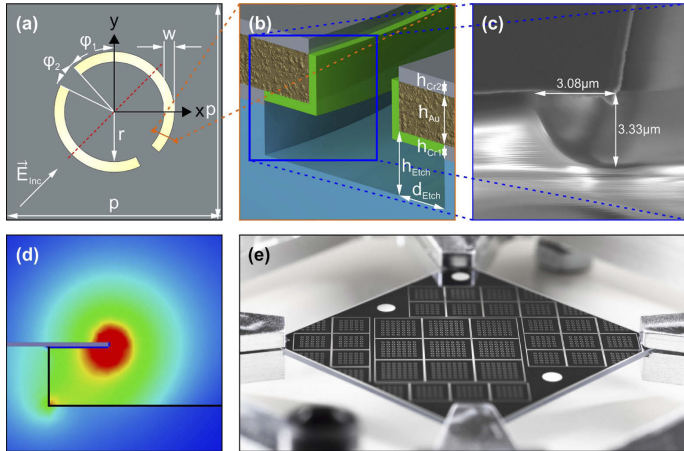 (a)
y
φ1
φ2
w
x
p
r
E Inc
p
(b)
hCr2
hAu
hCr1
hEtch
dEtch
(c)
3.08μm
3.33μm
(d)
(e)